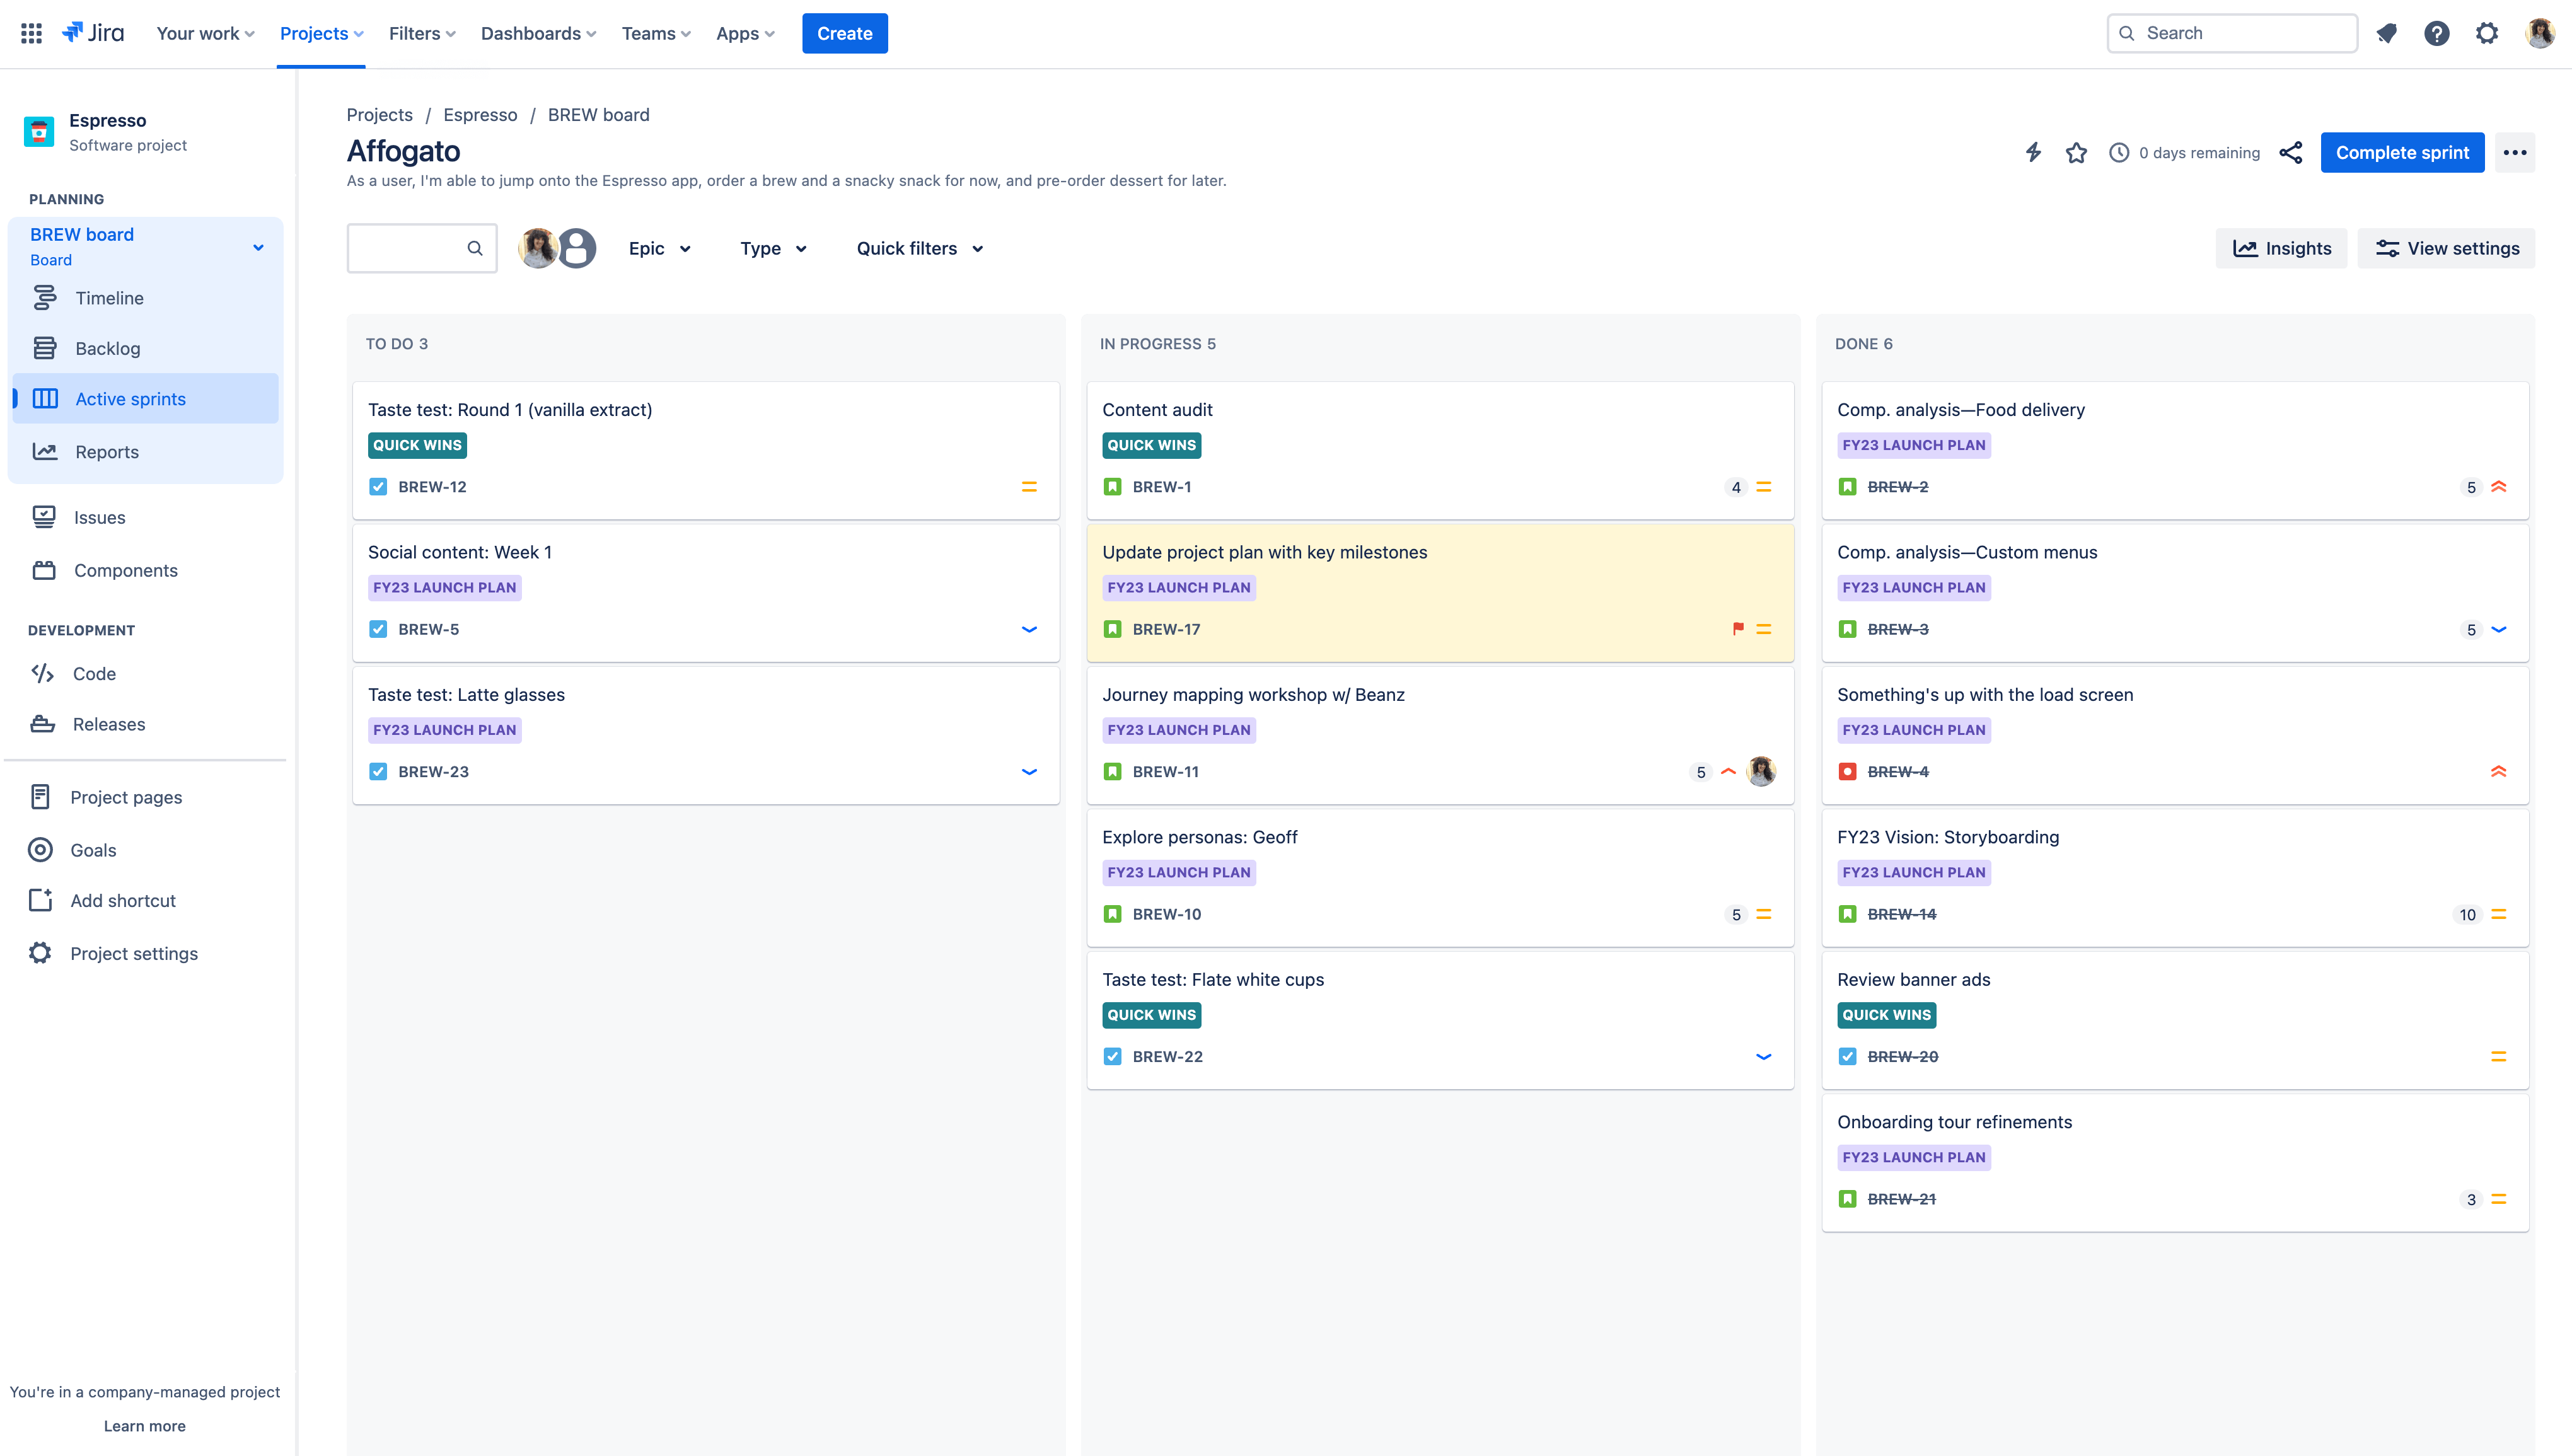 Jira
Your work
Projects
Filters
Dashboards
Teams
Apps
Create
Search
Espresso
Software project
PLANNING
BREW board
Board
Timeline
Backlog
Active sprints
Reports
Issues
Components
DEVELOPMENT
Code
Releases
Project pages
Goals
Add shortcut
Project settings
You're in a company-managed project
Learn more
Projects / Espresso / BREW board
Affogato
As a user, I'm able to jump onto the Espresso app, order a brew and a snacky snack for now, and pre-order dessert for later.
0 days remaining
Complete sprint
Epic
Type
Quick filters
Insights
View settings
TO DO 3
Taste test: Round 1 (vanilla extract)
QUICK WINS
BREW-12
Social content: Week 1
FY23 LAUNCH PLAN
BREW-5
Taste test: Latte glasses
FY23 LAUNCH PLAN
BREW-23
IN PROGRESS 5
Content audit
QUICK WINS
BREW-1 4
Update project plan with key milestones
FY23 LAUNCH PLAN
BREW-17
Journey mapping workshop w/ Beanz
FY23 LAUNCH PLAN
BREW-11 5
Explore personas: Geoff
FY23 LAUNCH PLAN
BREW-10 5
Taste test: Flate white cups
QUICK WINS
BREW-22
DONE 6
Comp. analysis—Food delivery
FY23 LAUNCH PLAN
BREW-2 5
Comp. analysis—Custom menus
FY23 LAUNCH PLAN
BREW-3 5
Something's up with the load screen
FY23 LAUNCH PLAN
BREW-4
FY23 Vision: Storyboarding
FY23 LAUNCH PLAN
BREW-14 10
Review banner ads
QUICK WINS
BREW-20
Onboarding tour refinements
FY23 LAUNCH PLAN
BREW-21 3